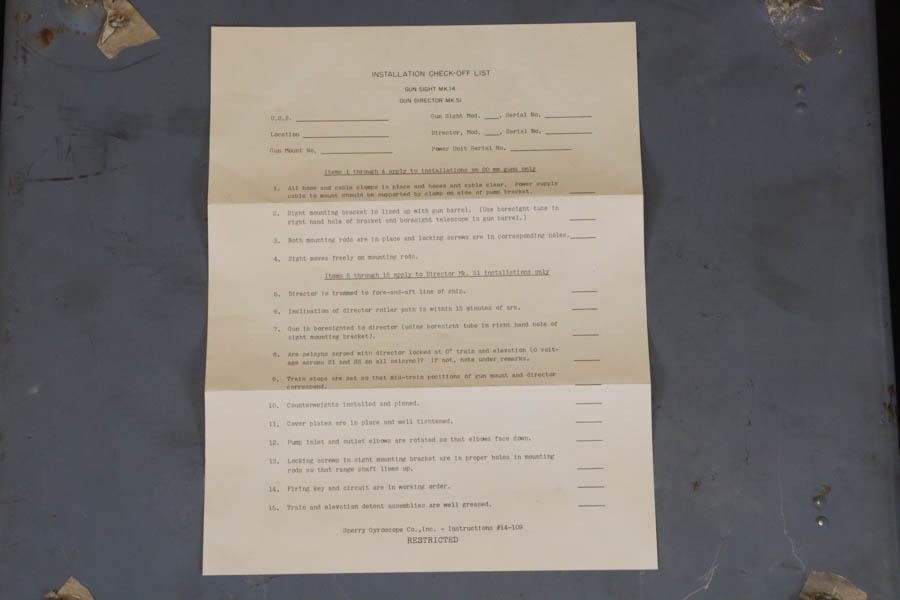 INSTALLATION CHECK-OFF LIST
GUN SIGHT MK.14
GUN DIRECTOR MK.51
U.S.S. Gun Sight Mod. , Serial No.
Location Director, Mod. , Serial No.
Gun Mount No. Power Unit Serial No.
Items 1 through 4 apply to installations on 20 mm guns only
1. All hose and cable clamps in place and hoses and cable clear. Power supply
cable to mount should be supported by clamp on side of pump bracket.
2. Sight mounting bracket is lined up with gun barrel. (Use boresight tube in
right hand hole of bracket and boresight telescope in gun barrel.)
3. Both mounting rods are in place and locking screws are in corresponding holes.
4. Sight moves freely on mounting rods.
Items 5 through 15 apply to Director Mk. 51 installations only
5. Director is trammed to fore-and-aft line of ship.
6. Inclination of director roller path is within 15 minutes of arc.
7. Gun is boresighted to director (using boresight tube in right hand hole of
sight mounting bracket).
8. Are selsyns zeroed with director locked at 0° train and elevation (0 volt-
age across S1 and S3 on all selsyns)? If not, note under remarks.
9. Train stops are set so that mid-train positions of gun mount and director
correspond.
10. Counterweights installed and pinned.
11. Cover plates are in place and well tightened.
12. Pump inlet and outlet elbows are rotated so that elbows face down.
13. Locking screws in sight mounting bracket are in proper holes in mounting
rods so that range shaft lines up.
14. Firing key and circuit are in working order.
15. Train and elevation detent assemblies are well greased.
Sperry Gyroscope Co.,Inc. - Instructions #14-109
RESTRICTED